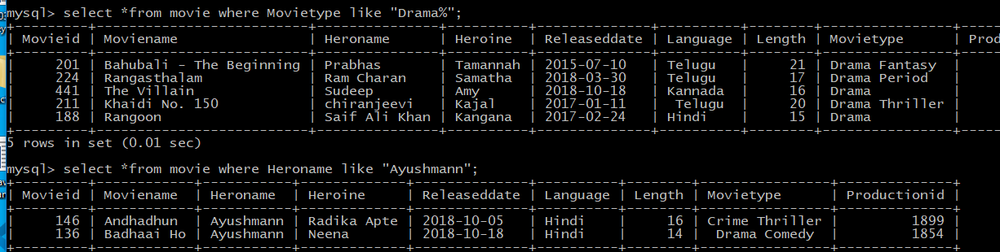 mysql> select *from movie where Movietype like "Drama%";
+---------+---------------------------+---------------+----------+--------------+----------+--------+----------------+-----
| Movieid | Moviename                 | Heroname      | Heroine  | Releaseddate | Language | Length | Movietype      | Prod
+---------+---------------------------+---------------+----------+--------------+----------+--------+----------------+-----
|     201 | Bahubali - The Beginning | Prabhas       | Tamannah | 2015-07-10   | Telugu   |     21 | Drama Fantasy  |
|     224 | Rangasthalam              | Ram Charan    | Samatha  | 2018-03-30   | Telugu   |     17 | Drama Period   |
|     441 | The Villain               | Sudeep        | Amy      | 2018-10-18   | Kannada  |     16 | Drama          |
|     211 | Khaidi No. 150            | chiranjeevi   | Kajal    | 2017-01-11   |  Telugu  |     20 | Drama Thriller |
|     188 | Rangoon                   | Saif Ali Khan | Kangana  | 2017-02-24   | Hindi    |     15 | Drama          |
+---------+---------------------------+---------------+----------+--------------+----------+--------+----------------+-----
5 rows in set (0.01 sec)
mysql> select *from movie where Heroname like "Ayushmann";
+---------+-----------+-----------+-------------+--------------+----------+--------+----------------+--------------+
| Movieid | Moviename | Heroname  | Heroine     | Releaseddate | Language | Length | Movietype      | Productionid |
+---------+-----------+-----------+-------------+--------------+----------+--------+----------------+--------------+
|     146 | Andhadhun | Ayushmann | Radika Apte | 2018-10-05   | Hindi    |     16 | Crime Thriller |         1899 |
|     136 | Badhaai Ho | Ayushmann | Neena       | 2018-10-18   | Hindi    |     14 |  Drama Comedy  |         1854 |
+---------+-----------+-----------+-------------+--------------+----------+--------+----------------+--------------+